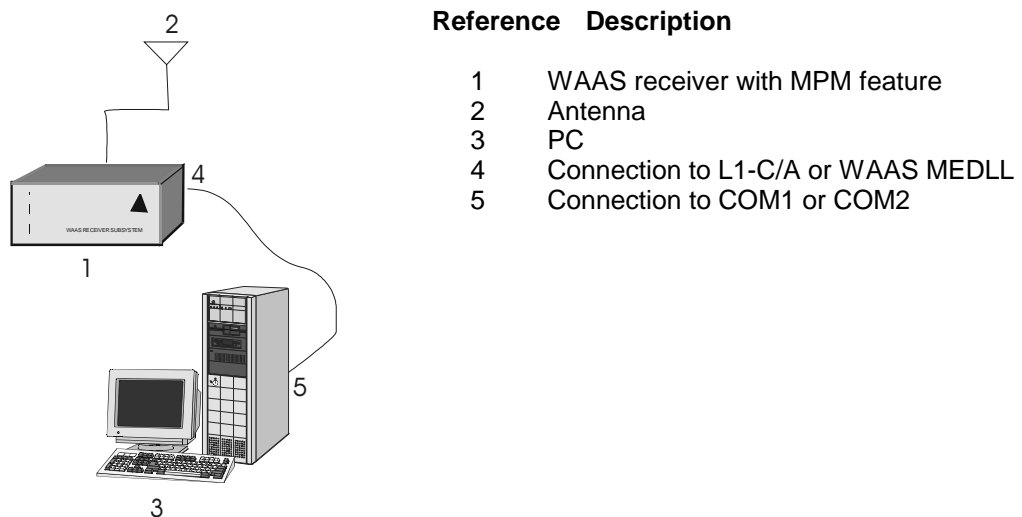 Reference Description
1 WAAS receiver with MPM feature
2 Antenna
3 PC
4 Connection to L1-C/A or WAAS MEDLL
5 Connection to COM1 or COM2
2
4
WAAS RECEIVER SUBSYSTEM
1
5
3